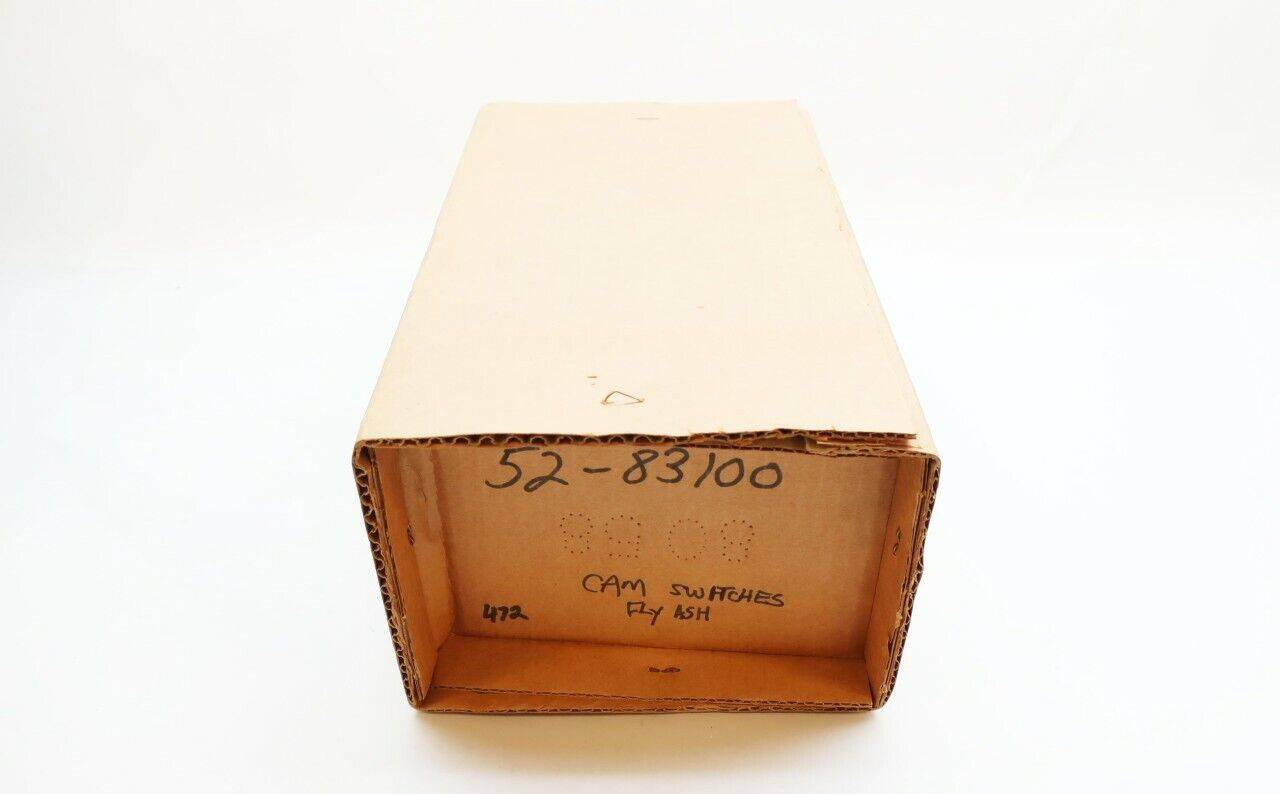 52-83100
CAM SWITCHES
FLY ASH
472